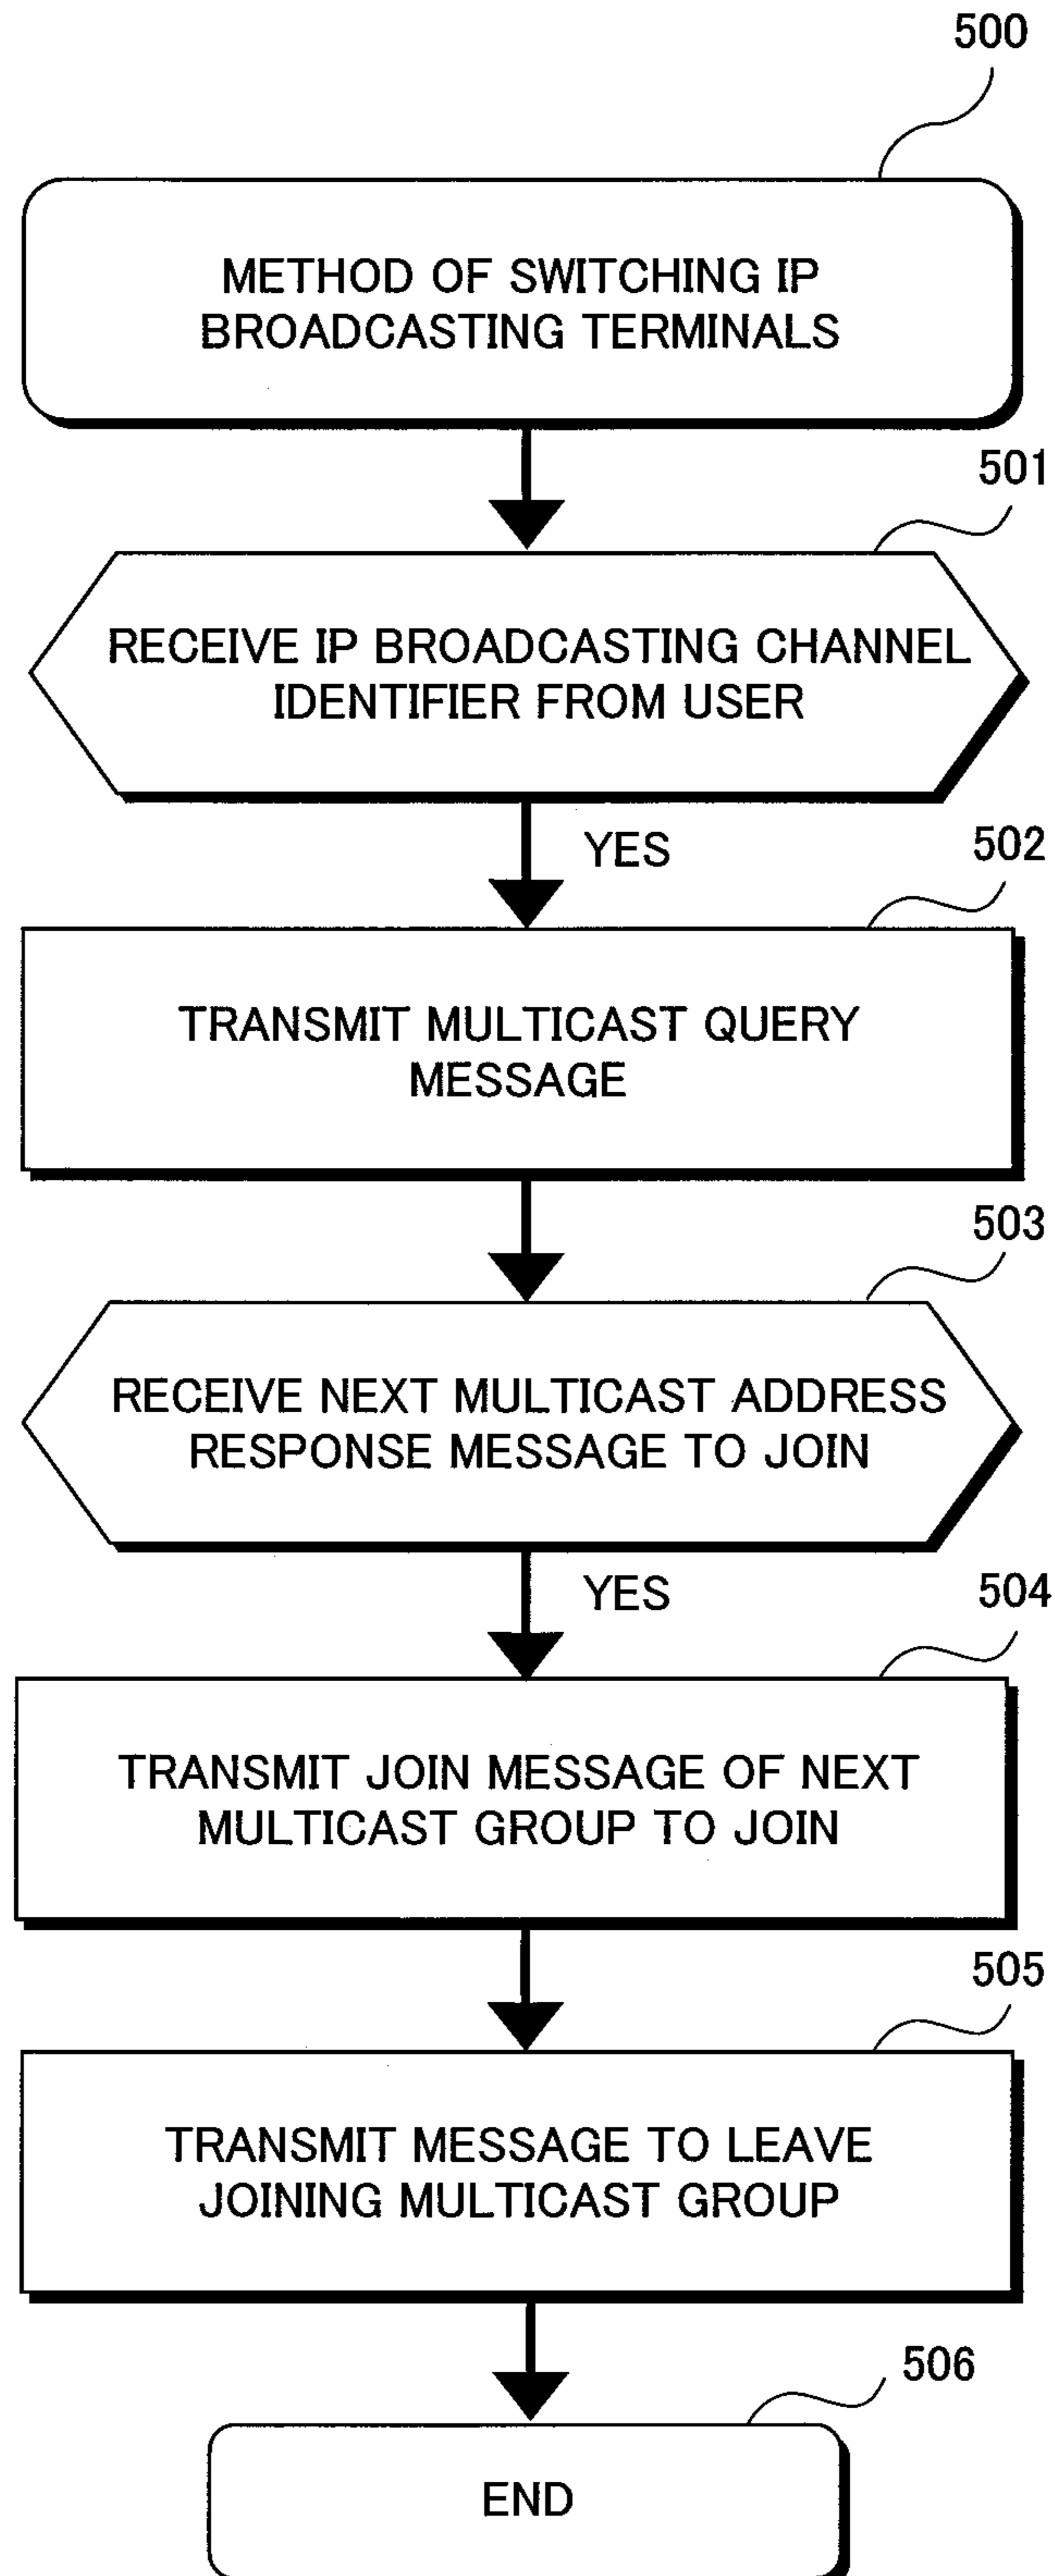 500
METHOD OF SWITCHING IP
BROADCASTING TERMINALS
501
RECEIVE IP BROADCASTING CHANNEL
IDENTIFIER FROM USER
YES
502
TRANSMIT MULTICAST QUERY
MESSAGE
503
RECEIVE NEXT MULTICAST ADDRESS
RESPONSE MESSAGE TO JOIN
YES
504
TRANSMIT JOIN MESSAGE OF NEXT
MULTICAST GROUP TO JOIN
505
TRANSMIT MESSAGE TO LEAVE
JOINING MULTICAST GROUP
506
END